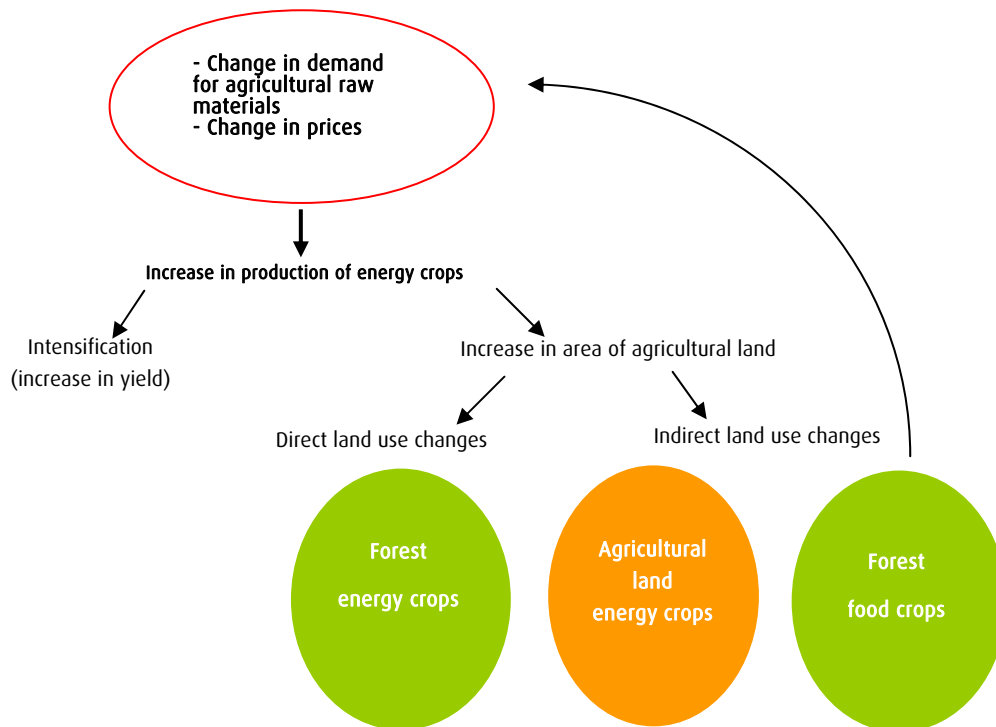 - Change in demand
for agricultural raw
materials
- Change in prices
Increase in production of energy crops
Intensification
(increase in yield)
Increase in area of agricultural land
Direct land use changes
Indirect land use changes
Forest
energy crops
Agricultural
land
energy crops
Forest
food crops